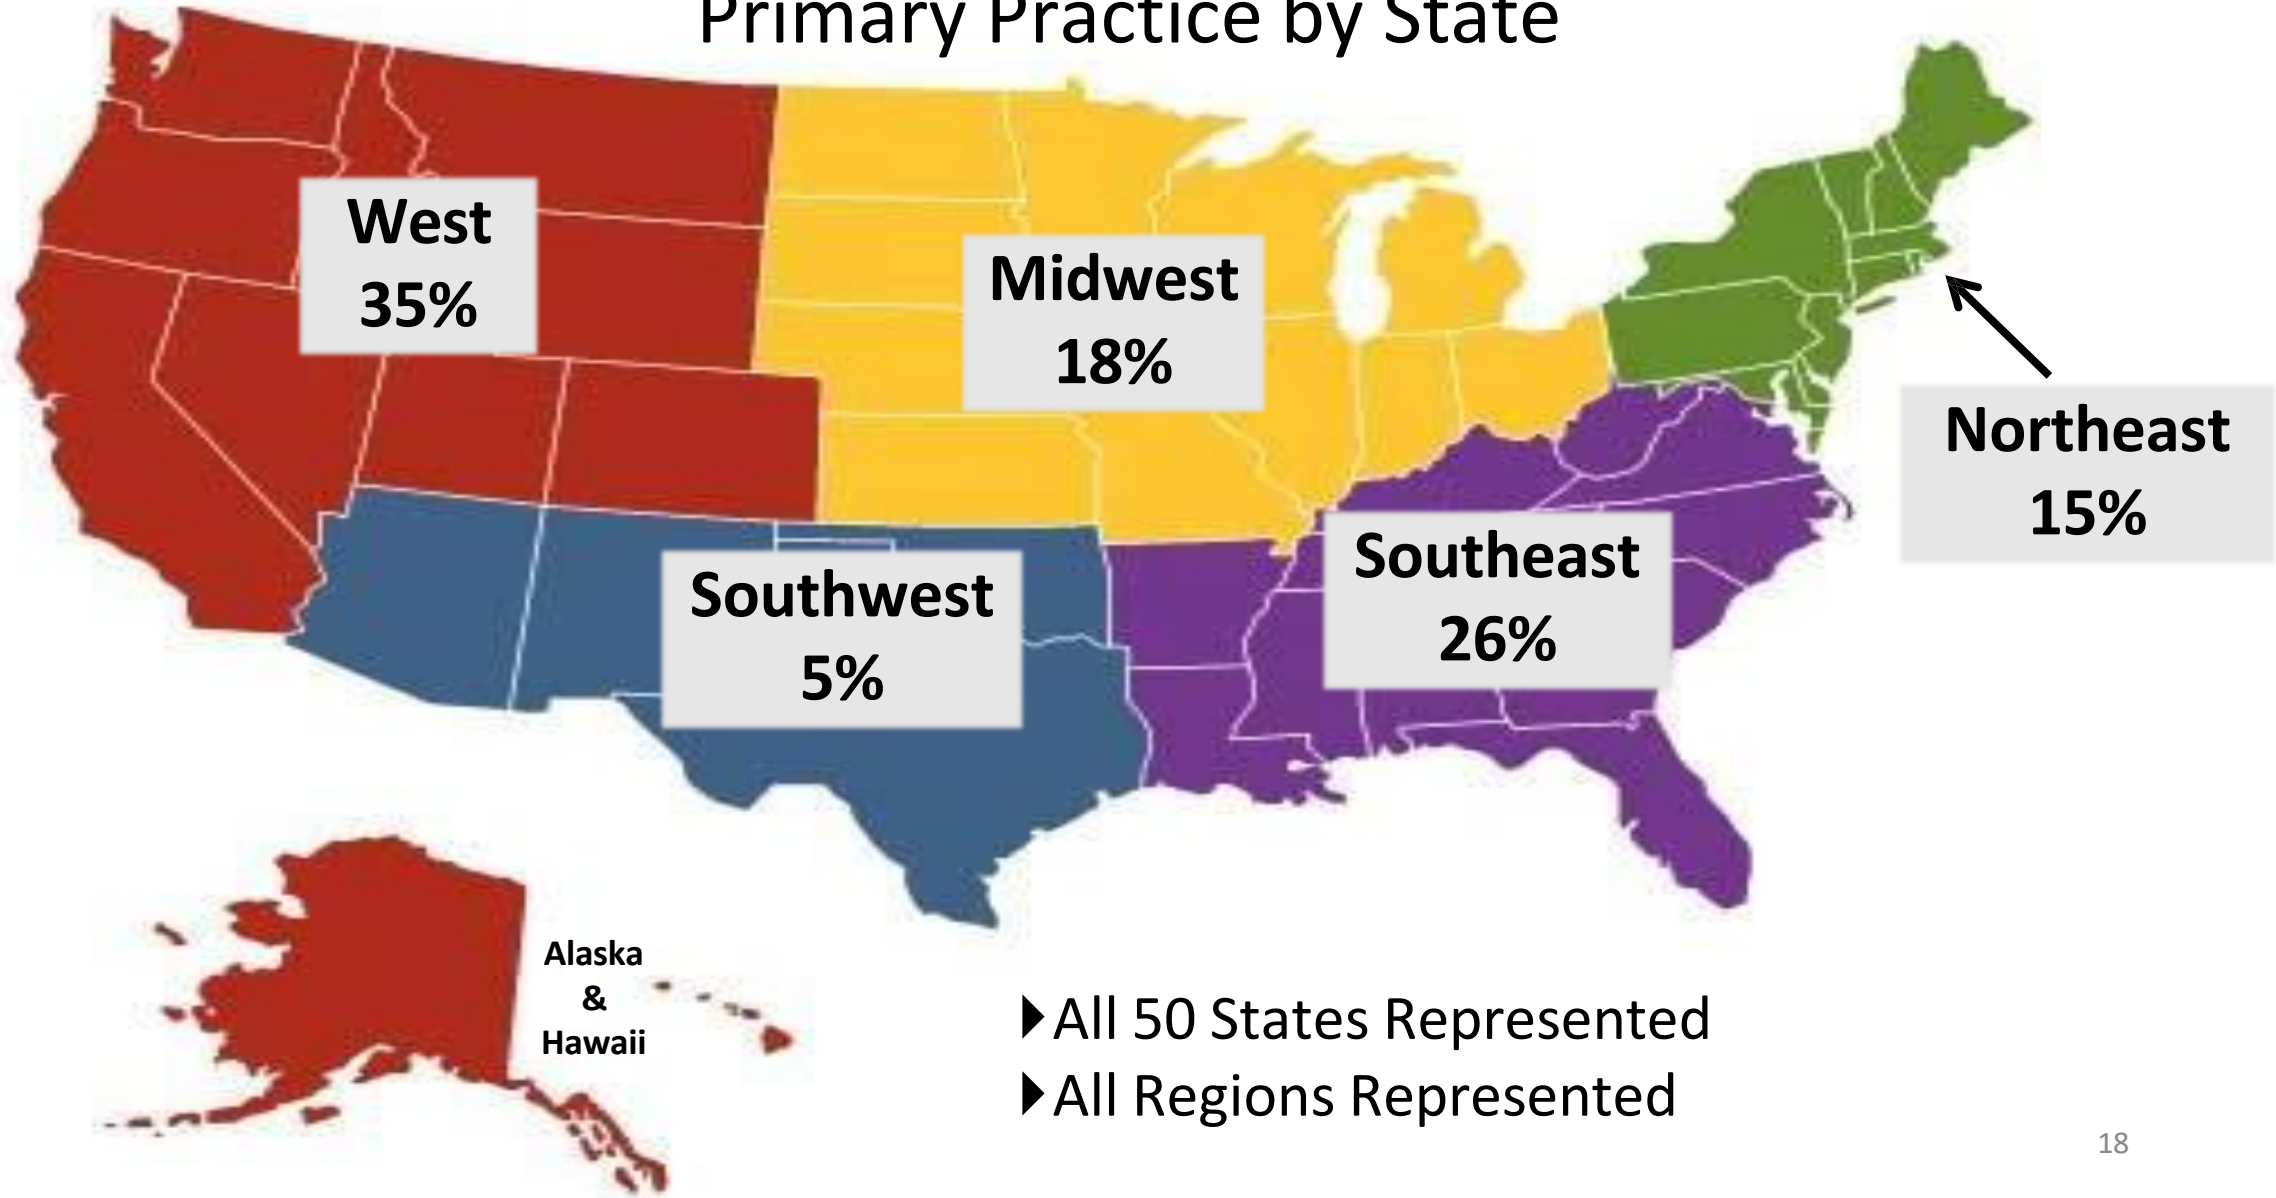 Primary Practice by State
West
35%
Midwest
18%
Northeast
15%
Southeast
26%
Southwest
5%
Alaska
&
Hawaii
All 50 States Represented
All Regions Represented
18